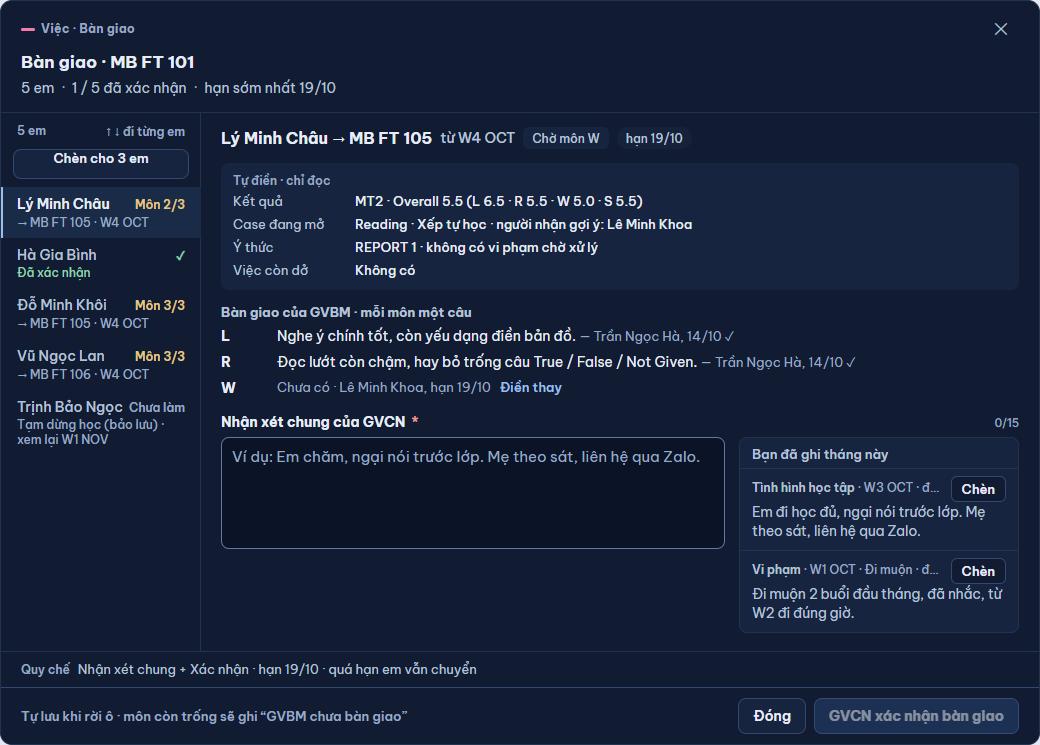 Việc · Bàn giao
Bàn giao · MB FT 101
5 em · 1 / 5 đã xác nhận · hạn sớm nhất 19/10
5 em ↑↓ đi từng em
Chèn cho 3 em
Lý Minh Châu Môn 2/3
→ MB FT 105 · W4 OCT
Hà Gia Bình ✓
Đã xác nhận
Đỗ Minh Khôi Môn 3/3
→ MB FT 105 · W4 OCT
Vũ Ngọc Lan Môn 3/3
→ MB FT 106 · W4 OCT
Trịnh Bảo Ngọc Chưa làm
Tạm dừng học (bảo lưu) ·
xem lại W1 NOV
Lý Minh Châu → MB FT 105 từ W4 OCT Chờ môn W hạn 19/10
Tự điền · chỉ đọc
Kết quả MT2 · Overall 5.5 (L 6.5 · R 5.5 · W 5.0 · S 5.5)
Case đang mở Reading · Xếp tự học · người nhận gợi ý: Lê Minh Khoa
Ý thức REPORT 1 · không có vi phạm chờ xử lý
Việc còn dở Không có
Bàn giao của GVBM · mỗi môn một câu
L Nghe ý chính tốt, còn yếu dạng điền bản đồ. — Trần Ngọc Hà, 14/10 ✓
R Đọc lướt còn chậm, hay bỏ trống câu True / False / Not Given. — Trần Ngọc Hà, 14/10 ✓
W Chưa có · Lê Minh Khoa, hạn 19/10 Điền thay
Nhận xét chung của GVCN * 0/15
Ví dụ: Em chăm, ngại nói trước lớp. Mẹ theo sát, liên hệ qua Zalo.
Bạn đã ghi tháng này
Tình hình học tập · W3 OCT · đ... Chèn
Em đi học đủ, ngại nói trước lớp. Mẹ
theo sát, liên hệ qua Zalo.
Vi phạm · W1 OCT · Đi muộn · đ... Chèn
Đi muộn 2 buổi đầu tháng, đã nhắc, từ
W2 đi đúng giờ.
Quy chế Nhận xét chung + Xác nhận · hạn 19/10 · quá hạn em vẫn chuyển
Tự lưu khi rời ô · môn còn trống sẽ ghi “GVBM chưa bàn giao”
Đóng
GVCN xác nhận bàn giao